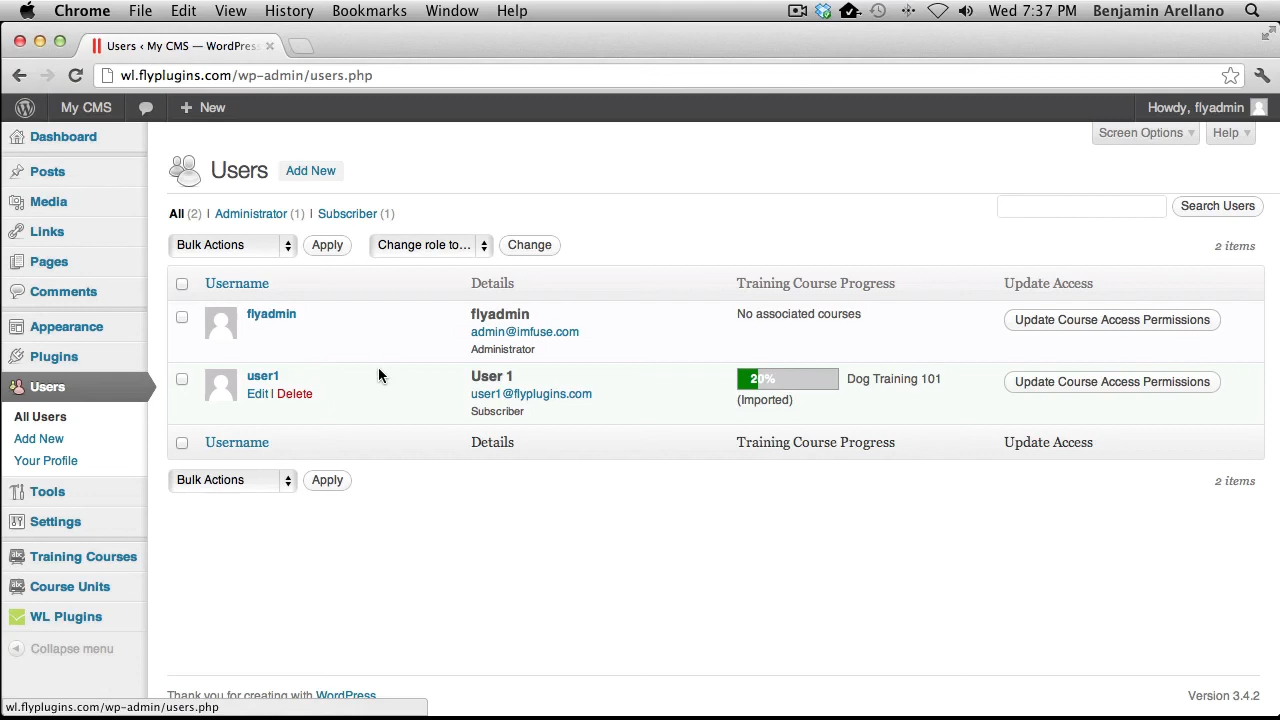 Chrome File Edit View History Bookmarks Window Help Wed 7:37 PM Benjamin Arellano
Users ‹ My CMS — WordPress
wl.flyplugins.com/wp-admin/users.php
My CMS + New Howdy, flyadmin
Dashboard
Posts
Media
Links
Pages
Comments
Appearance
Plugins
Users
All Users
Add New
Your Profile
Tools
Settings
Training Courses
Course Units
WL Plugins
Collapse menu
Screen Options Help
Users Add New
All (2) | Administrator (1) | Subscriber (1)
Search Users
Bulk Actions Apply Change role to... Change 2 items
Username Details Training Course Progress Update Access
flyadmin flyadmin No associated courses Update Course Access Permissions
admin@imfuse.com
Administrator
user1 User 1 20% Dog Training 101 Update Course Access Permissions
Edit | Delete user1@flyplugins.com (Imported)
Subscriber
Username Details Training Course Progress Update Access
Bulk Actions Apply 2 items
Thank you for creating with WordPress Version 3.4.2
wl.flyplugins.com/wp-admin/users.php